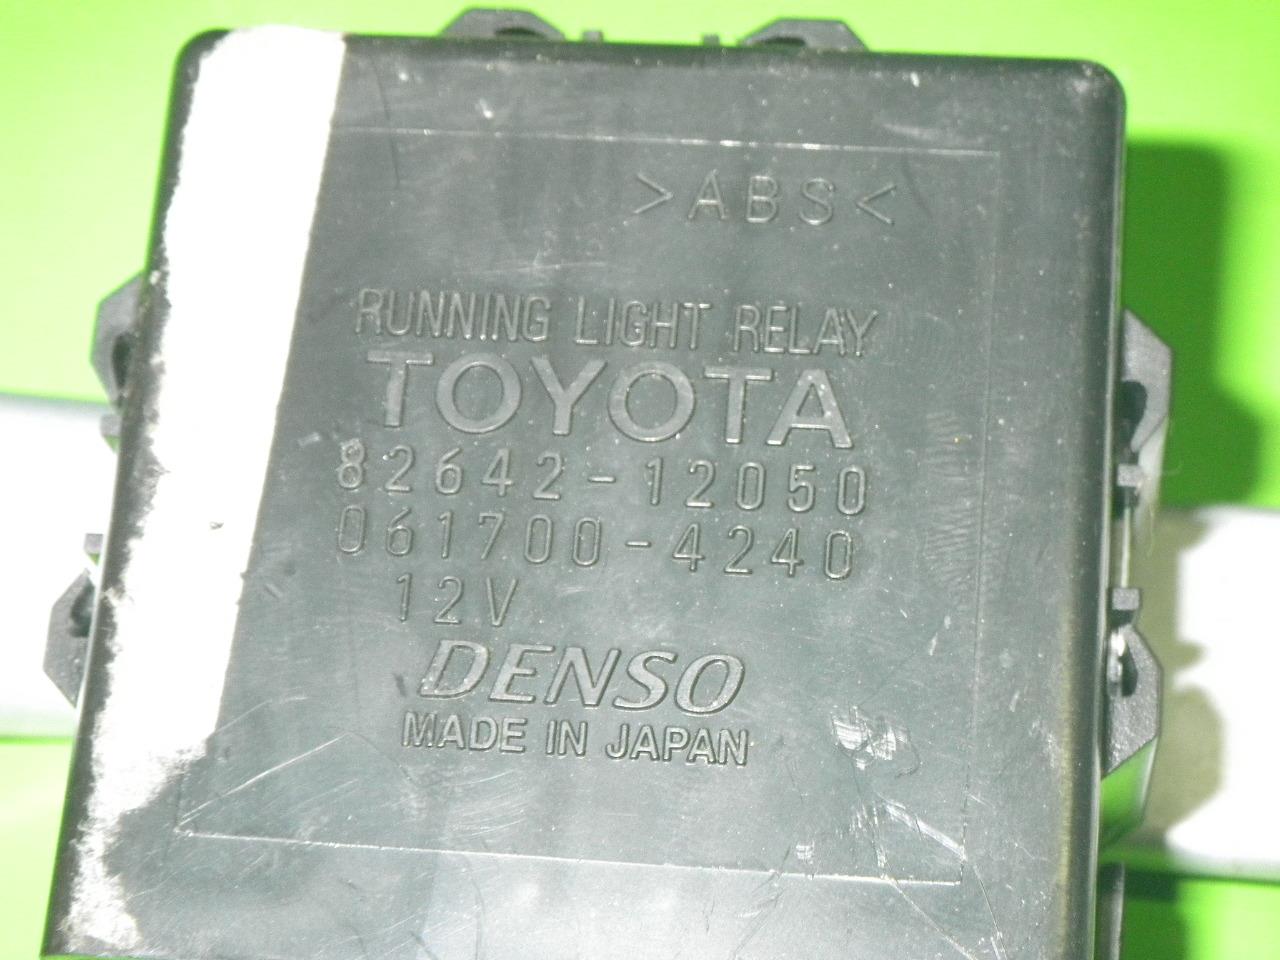 >ABS<
RUNNING LIGHT RELAY
TOYOTA
82642-12050
061700-4240
12V
DENSO
MADE IN JAPAN